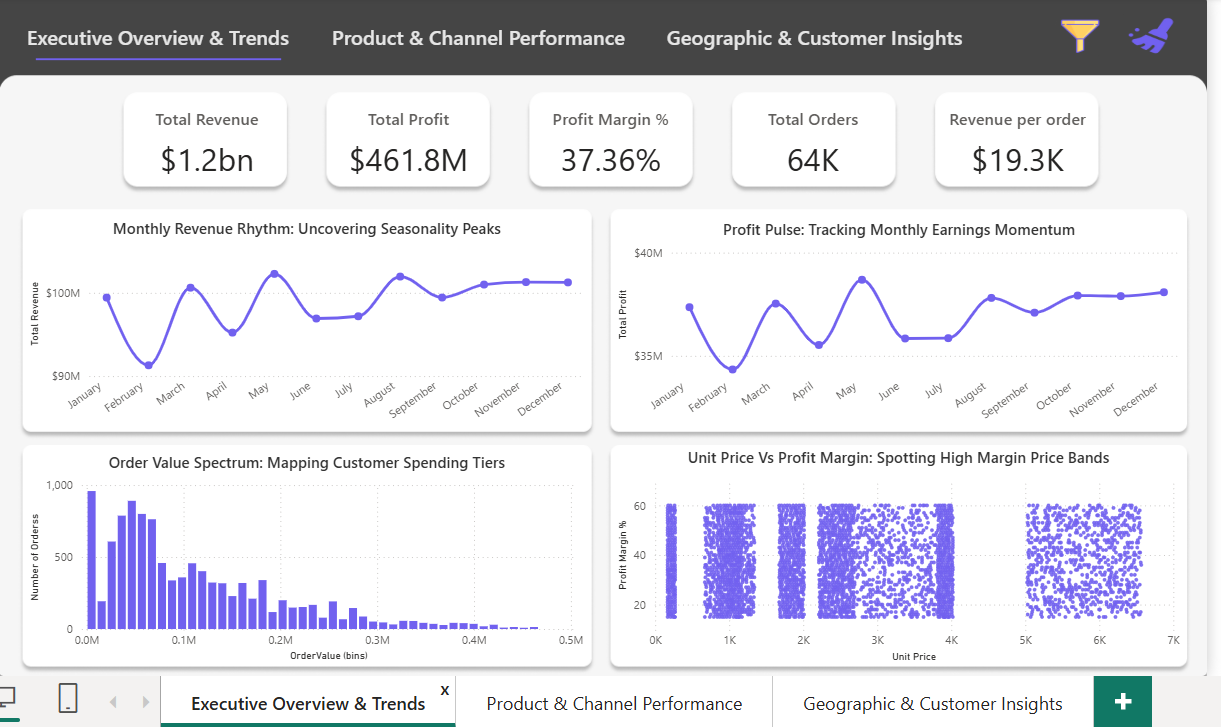 Executive Overview & Trends
Product & Channel Performance
Geographic & Customer Insights
Total Revenue
$1.2bn
Total Profit
$461.8M
Profit Margin %
37.36%
Total Orders
64K
Revenue per order
$19.3K
Monthly Revenue Rhythm: Uncovering Seasonality Peaks
Total Revenue
$100M
$90M
January
February
March
April
May
June
July
August
September
October
November
December
Profit Pulse: Tracking Monthly Earnings Momentum
Total Profit
$40M
$35M
January
February
March
April
May
June
July
August
September
October
November
December
Order Value Spectrum: Mapping Customer Spending Tiers
Number of Orderss
1,000
500
0
0.0M
0.1M
0.2M
0.3M
0.4M
0.5M
OrderValue (bins)
Unit Price Vs Profit Margin: Spotting High Margin Price Bands
Profit Margin %
60
40
20
0K
1K
2K
3K
4K
5K
6K
7K
Unit Price
Executive Overview & Trends
x
Product & Channel Performance
Geographic & Customer Insights